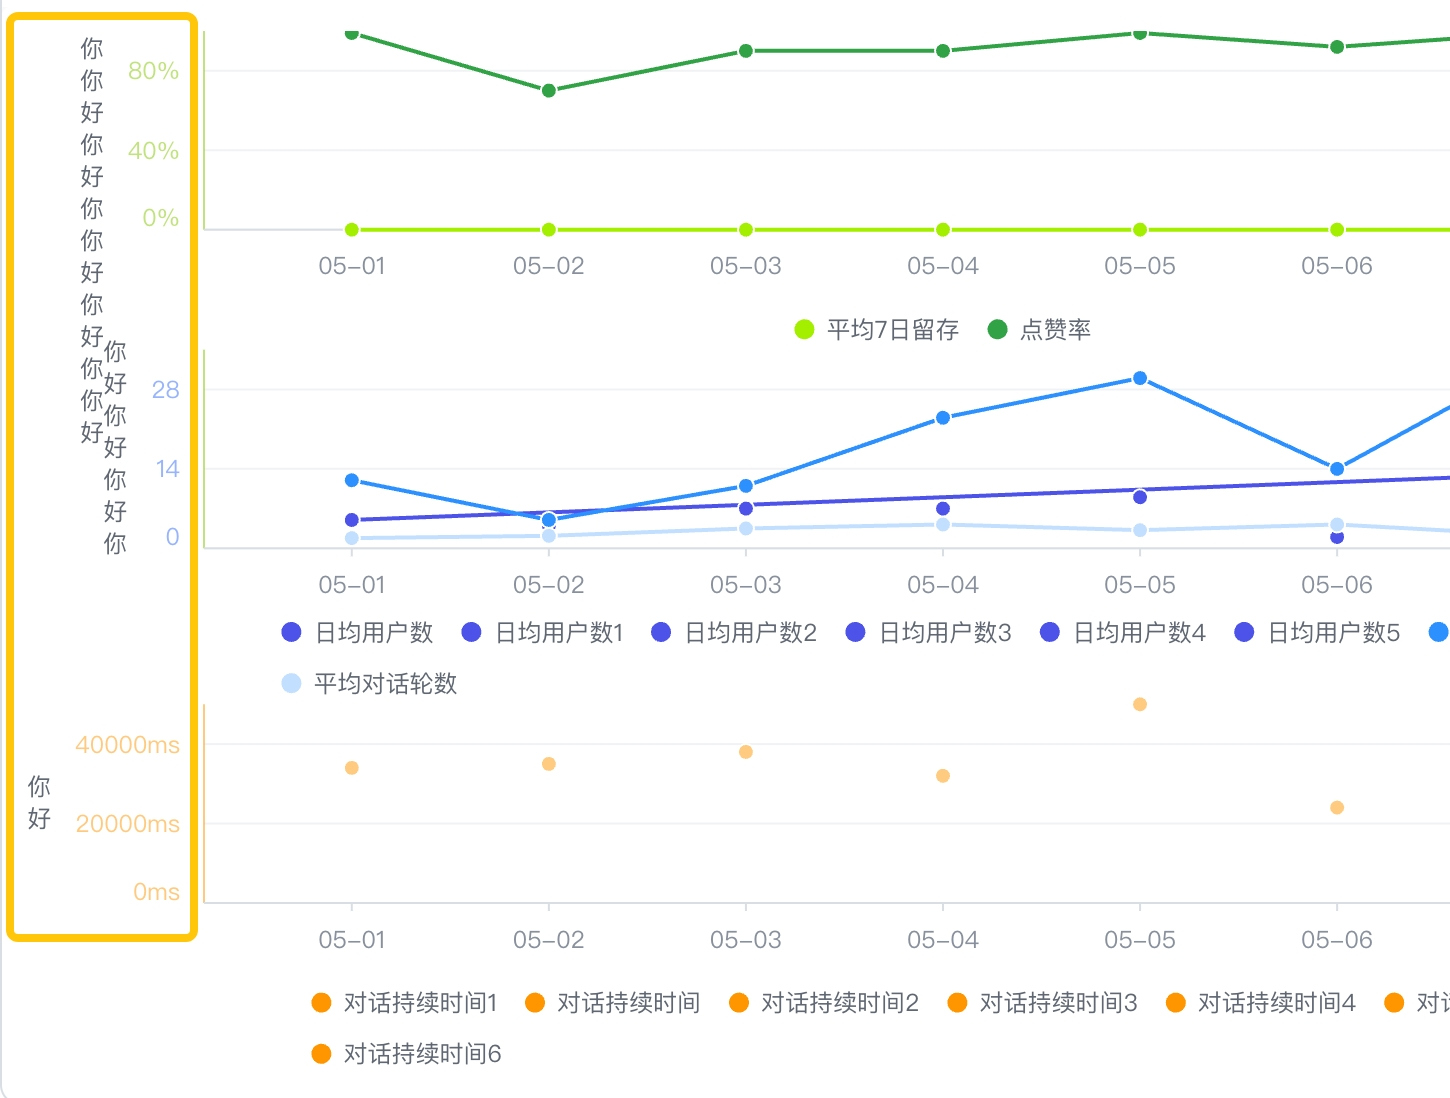 你你好你好你你好你好你你好
80%
40%
0%
05-01 05-02 05-03 05-04 05-05 05-06
平均7日留存 点赞率
你好你好你好你
28
14
0
05-01 05-02 05-03 05-04 05-05 05-06
日均用户数 日均用户数1 日均用户数2 日均用户数3 日均用户数4 日均用户数5
平均对话轮数
你好
40000ms
20000ms
0ms
05-01 05-02 05-03 05-04 05-05 05-06
对话持续时间1 对话持续时间 对话持续时间2 对话持续时间3 对话持续时间4 对
对话持续时间6